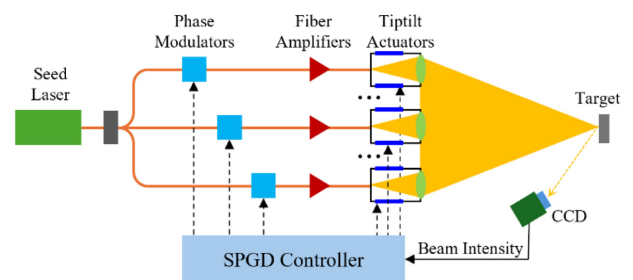 Phase
Modulators
Fiber
Amplifiers
Tiptilt
Actuators
Seed
Laser
Target
CCD
Beam Intensity
SPGD Controller